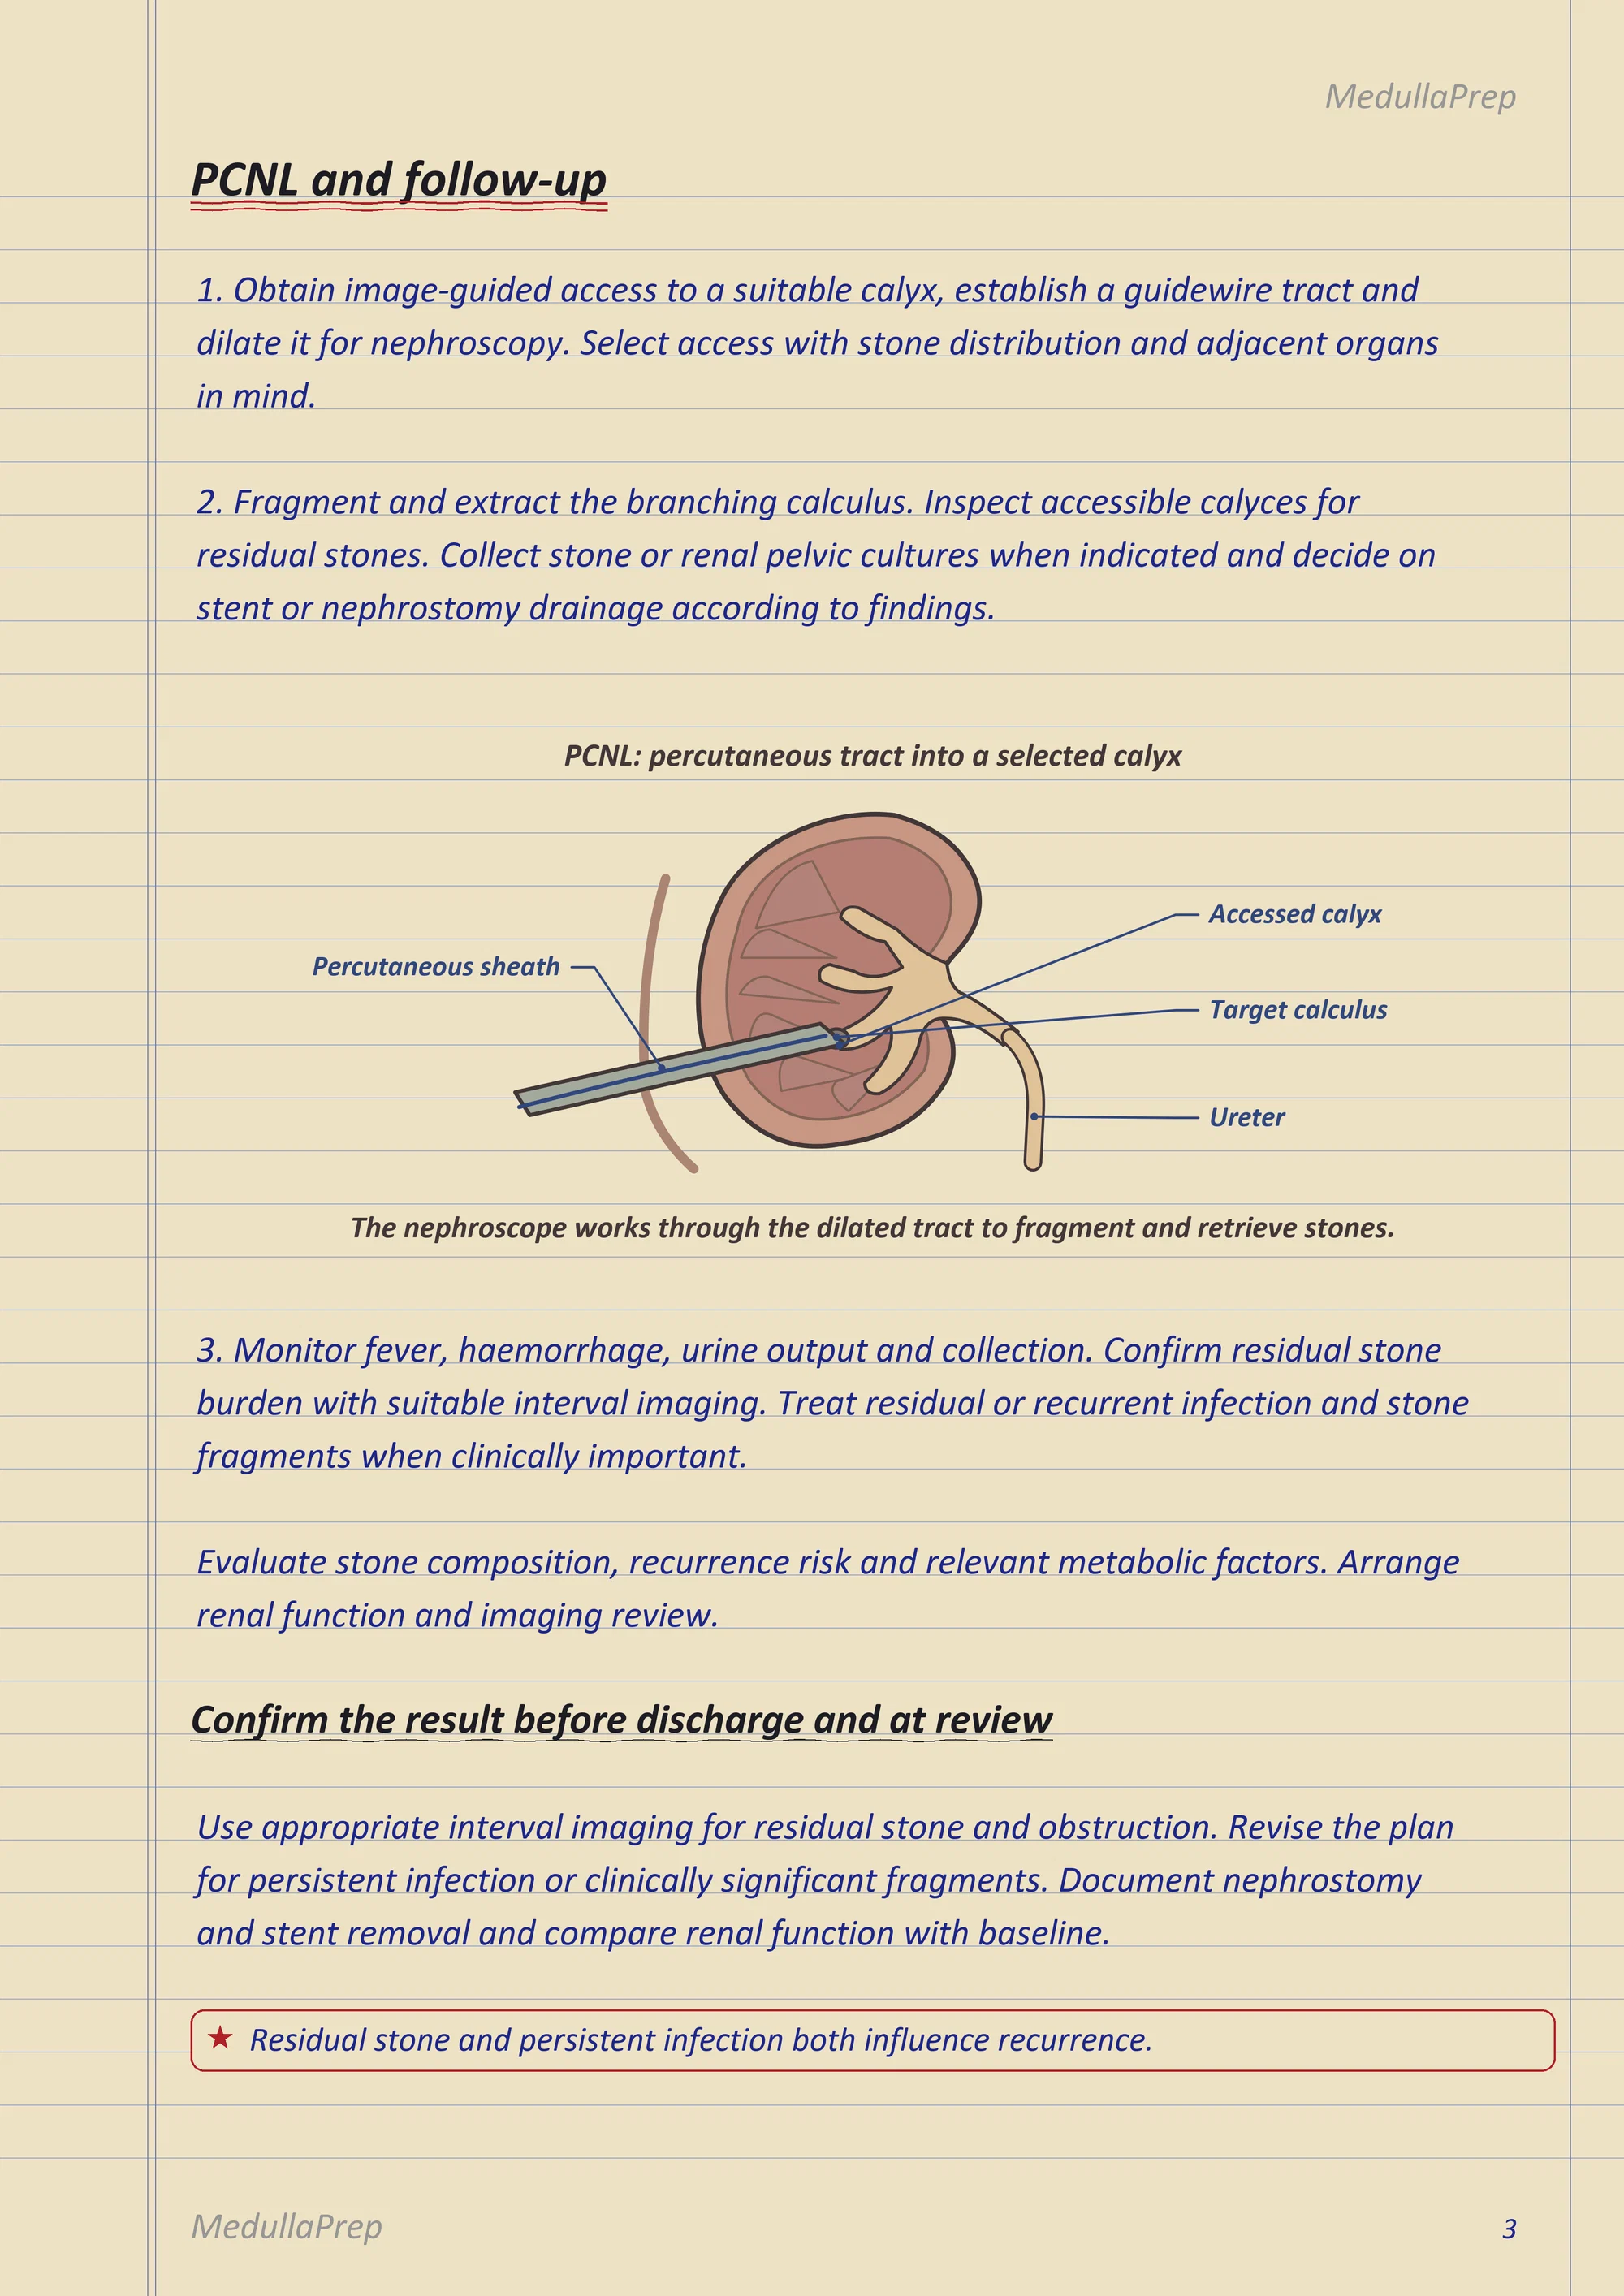 MedullaPrep
PCNL and follow-up
1. Obtain image-guided access to a suitable calyx, establish a guidewire tract and
dilate it for nephroscopy. Select access with stone distribution and adjacent organs
in mind.
2. Fragment and extract the branching calculus. Inspect accessible calyces for
residual stones. Collect stone or renal pelvic cultures when indicated and decide on
stent or nephrostomy drainage according to findings.
PCNL: percutaneous tract into a selected calyx
Accessed calyx
Percutaneous sheath
Target calculus
Ureter
The nephroscope works through the dilated tract to fragment and retrieve stones.
3. Monitor fever, haemorrhage, urine output and collection. Confirm residual stone
burden with suitable interval imaging. Treat residual or recurrent infection and stone
fragments when clinically important.
Evaluate stone composition, recurrence risk and relevant metabolic factors. Arrange
renal function and imaging review.
Confirm the result before discharge and at review
Use appropriate interval imaging for residual stone and obstruction. Revise the plan
for persistent infection or clinically significant fragments. Document nephrostomy
and stent removal and compare renal function with baseline.
★ Residual stone and persistent infection both influence recurrence.
MedullaPrep
3